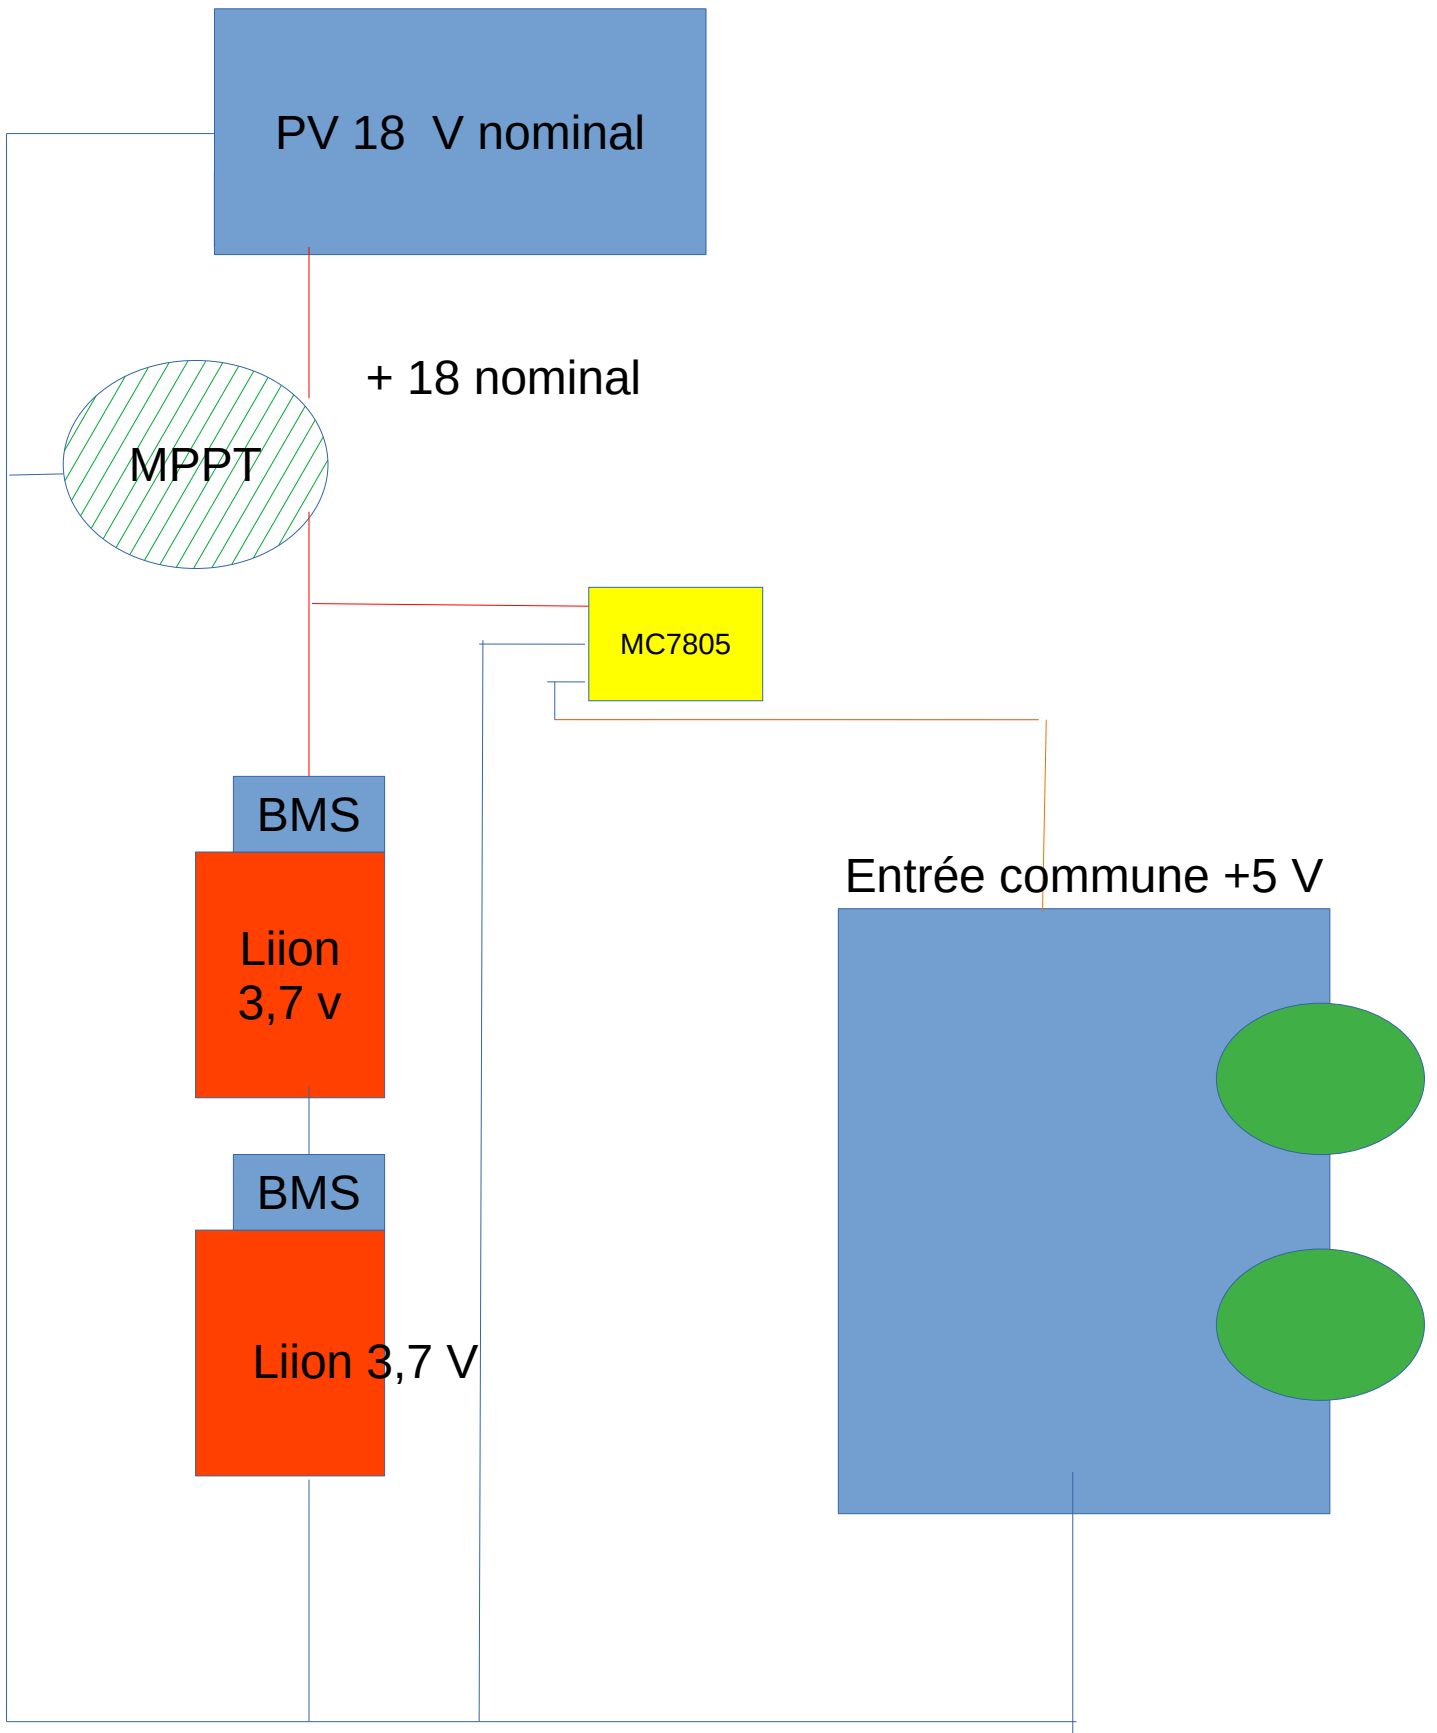 PV 18 V nominal
+ 18 nominal
MPPT
MC7805
BMS
Entrée commune +5 V
Liion
3,7 v
BMS
Liion 3,7 V